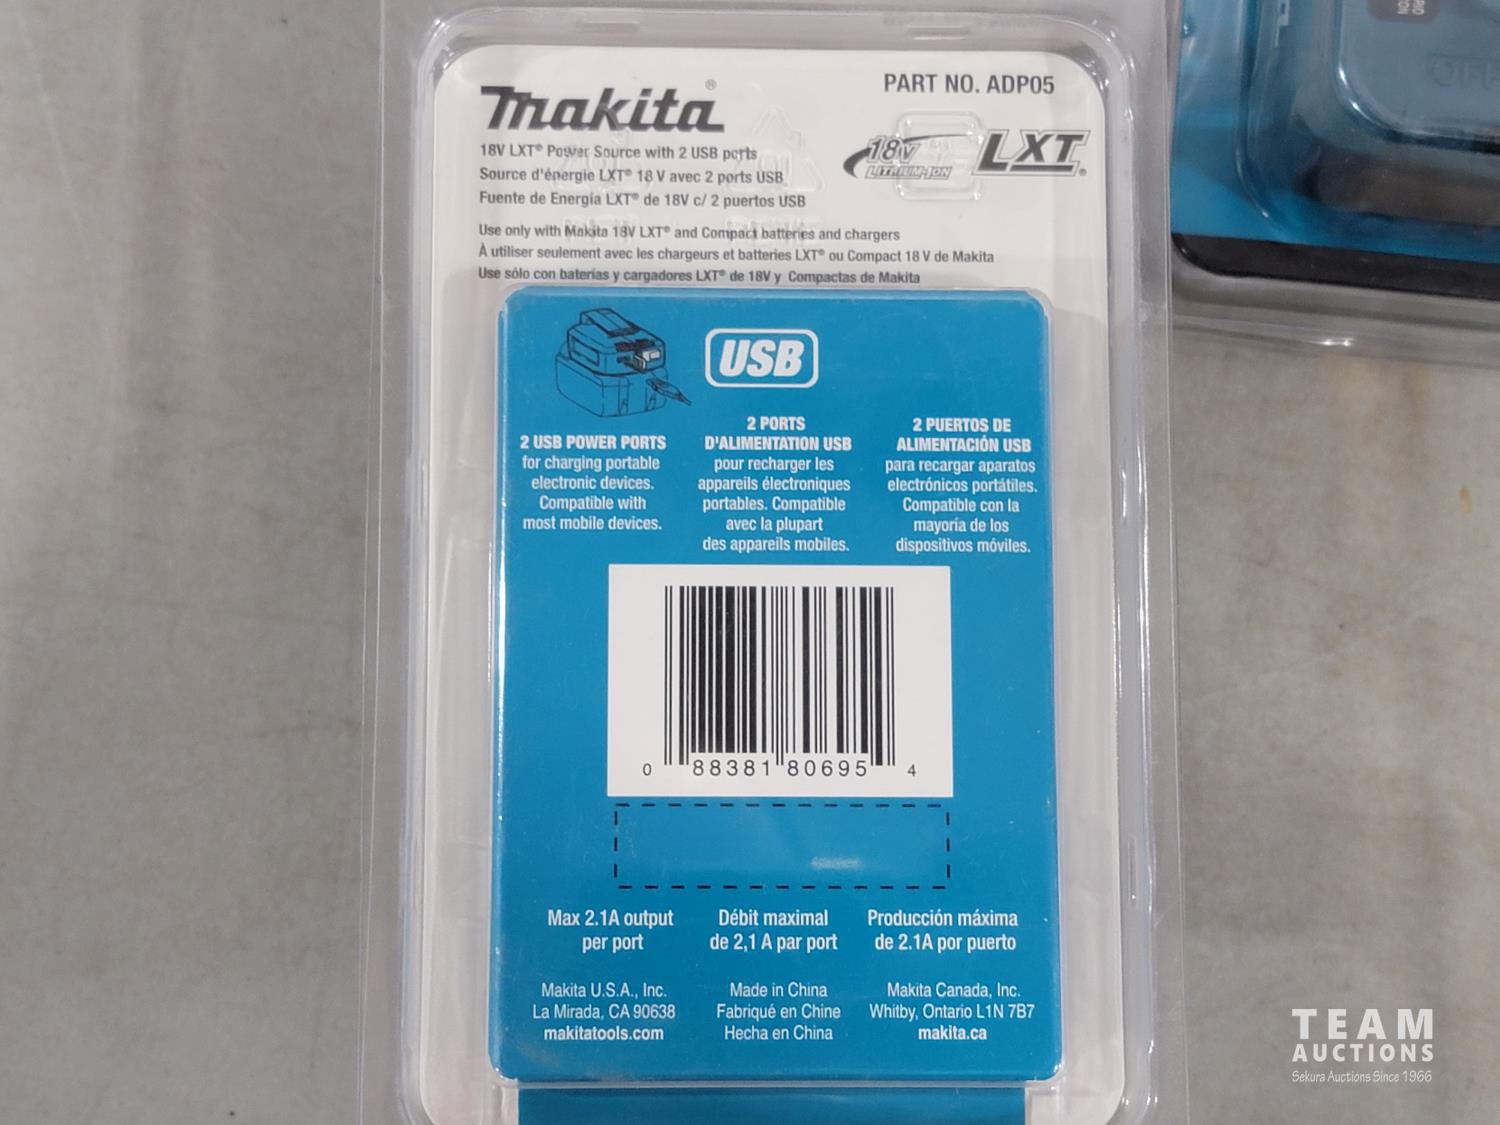 makita®
PART NO. ADP05
18V LXT® Power Source with 2 USB ports
Source d'énergie LXT® 18 V avec 2 ports USB
Fuente de Energía LXT® de 18V c/ 2 puertos USB
18V
LITHIUM-ION
LXT®
Use only with Makita 18V LXT® and Compact batteries and chargers
À utiliser seulement avec les chargeurs et batteries LXT® ou Compact 18 V de Makita
Use sólo con baterías y cargadores LXT® de 18V y Compactas de Makita
USB
2 USB POWER PORTS
for charging portable
electronic devices.
Compatible with
most mobile devices.
2 PORTS
D'ALIMENTATION USB
pour recharger les
appareils électroniques
portables. Compatible
avec la plupart
des appareils mobiles.
2 PUERTOS DE
ALIMENTACIÓN USB
para recargar aparatos
electrónicos portátiles.
Compatible con la
mayoría de los
dispositivos móviles.
0 88381 80695 4
Max 2.1A output
per port
Débit maximal
de 2,1 A par port
Producción máxima
de 2.1A por puerto
Makita U.S.A., Inc.
La Mirada, CA 90638
makitatools.com
Made in China
Fabriqué en Chine
Hecha en China
Makita Canada, Inc.
Whitby, Ontario L1N 7B7
makita.ca
TEAM
AUCTIONS
Sekura Auctions Since 1966